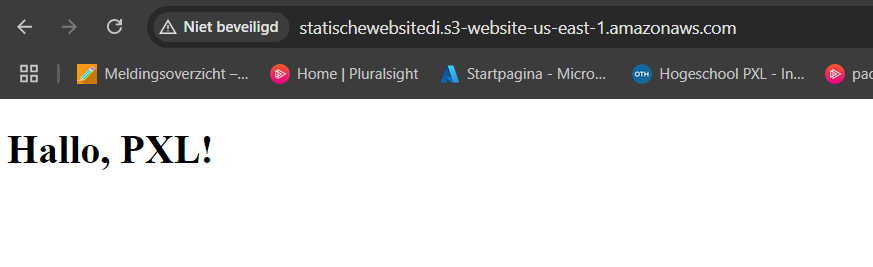 Niet beveiligd statischewebsitedi.s3-website-us-east-1.amazonaws.com
Meldingsoverzicht –... Home | Pluralsight Startpagina - Micro... OTH Hogeschool PXL - In... pac
Hallo, PXL!